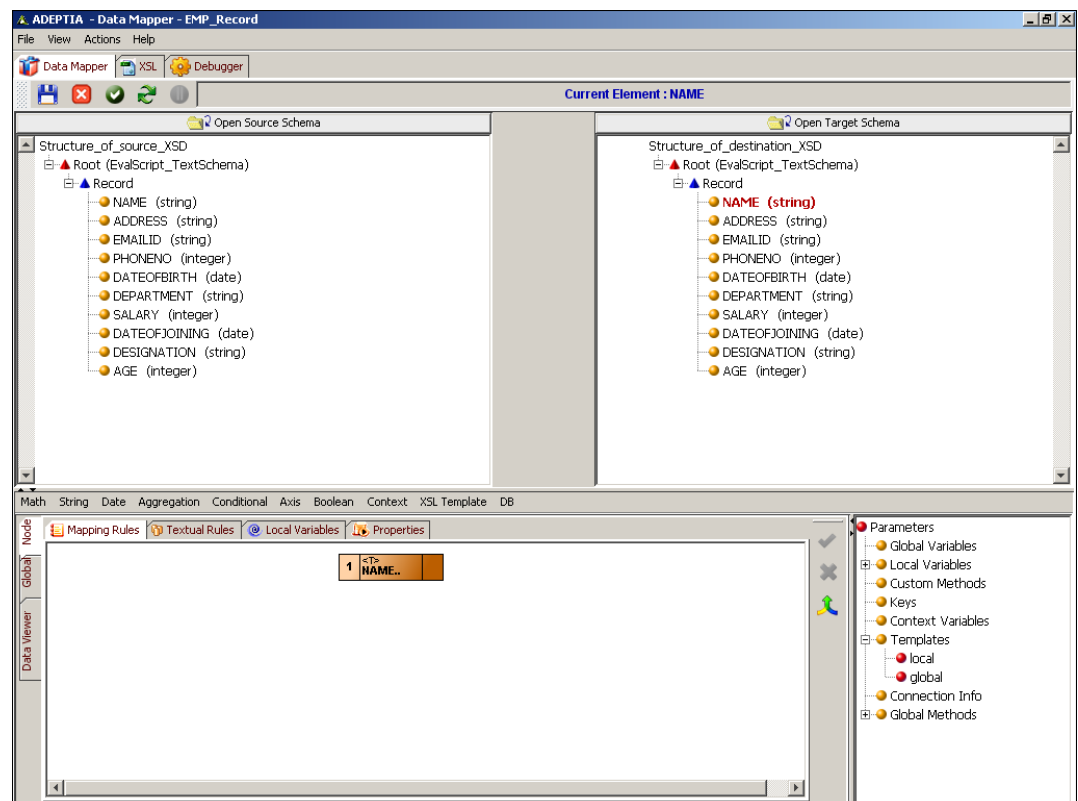 ADEPTIA - Data Mapper - EMP_Record
File View Actions Help
Data Mapper XSL Debugger
Current Element : NAME
Open Source Schema
Open Target Schema
Structure_of_source_XSD
Root (EvalScript_TextSchema)
Record
NAME (string)
ADDRESS (string)
EMAILID (string)
PHONENO (integer)
DATEOFBIRTH (date)
DEPARTMENT (string)
SALARY (integer)
DATEOFJOINING (date)
DESIGNATION (string)
AGE (integer)
Structure_of_destination_XSD
Root (EvalScript_TextSchema)
Record
NAME (string)
ADDRESS (string)
EMAILID (string)
PHONENO (integer)
DATEOFBIRTH (date)
DEPARTMENT (string)
SALARY (integer)
DATEOFJOINING (date)
DESIGNATION (string)
AGE (integer)
Math String Date Aggregation Conditional Axis Boolean Context XSL Template DB
Node
Global
Data Viewer
Mapping Rules Textual Rules Local Variables Properties
1 <T>
NAME..
Parameters
Global Variables
Local Variables
Custom Methods
Keys
Context Variables
Templates
local
global
Connection Info
Global Methods